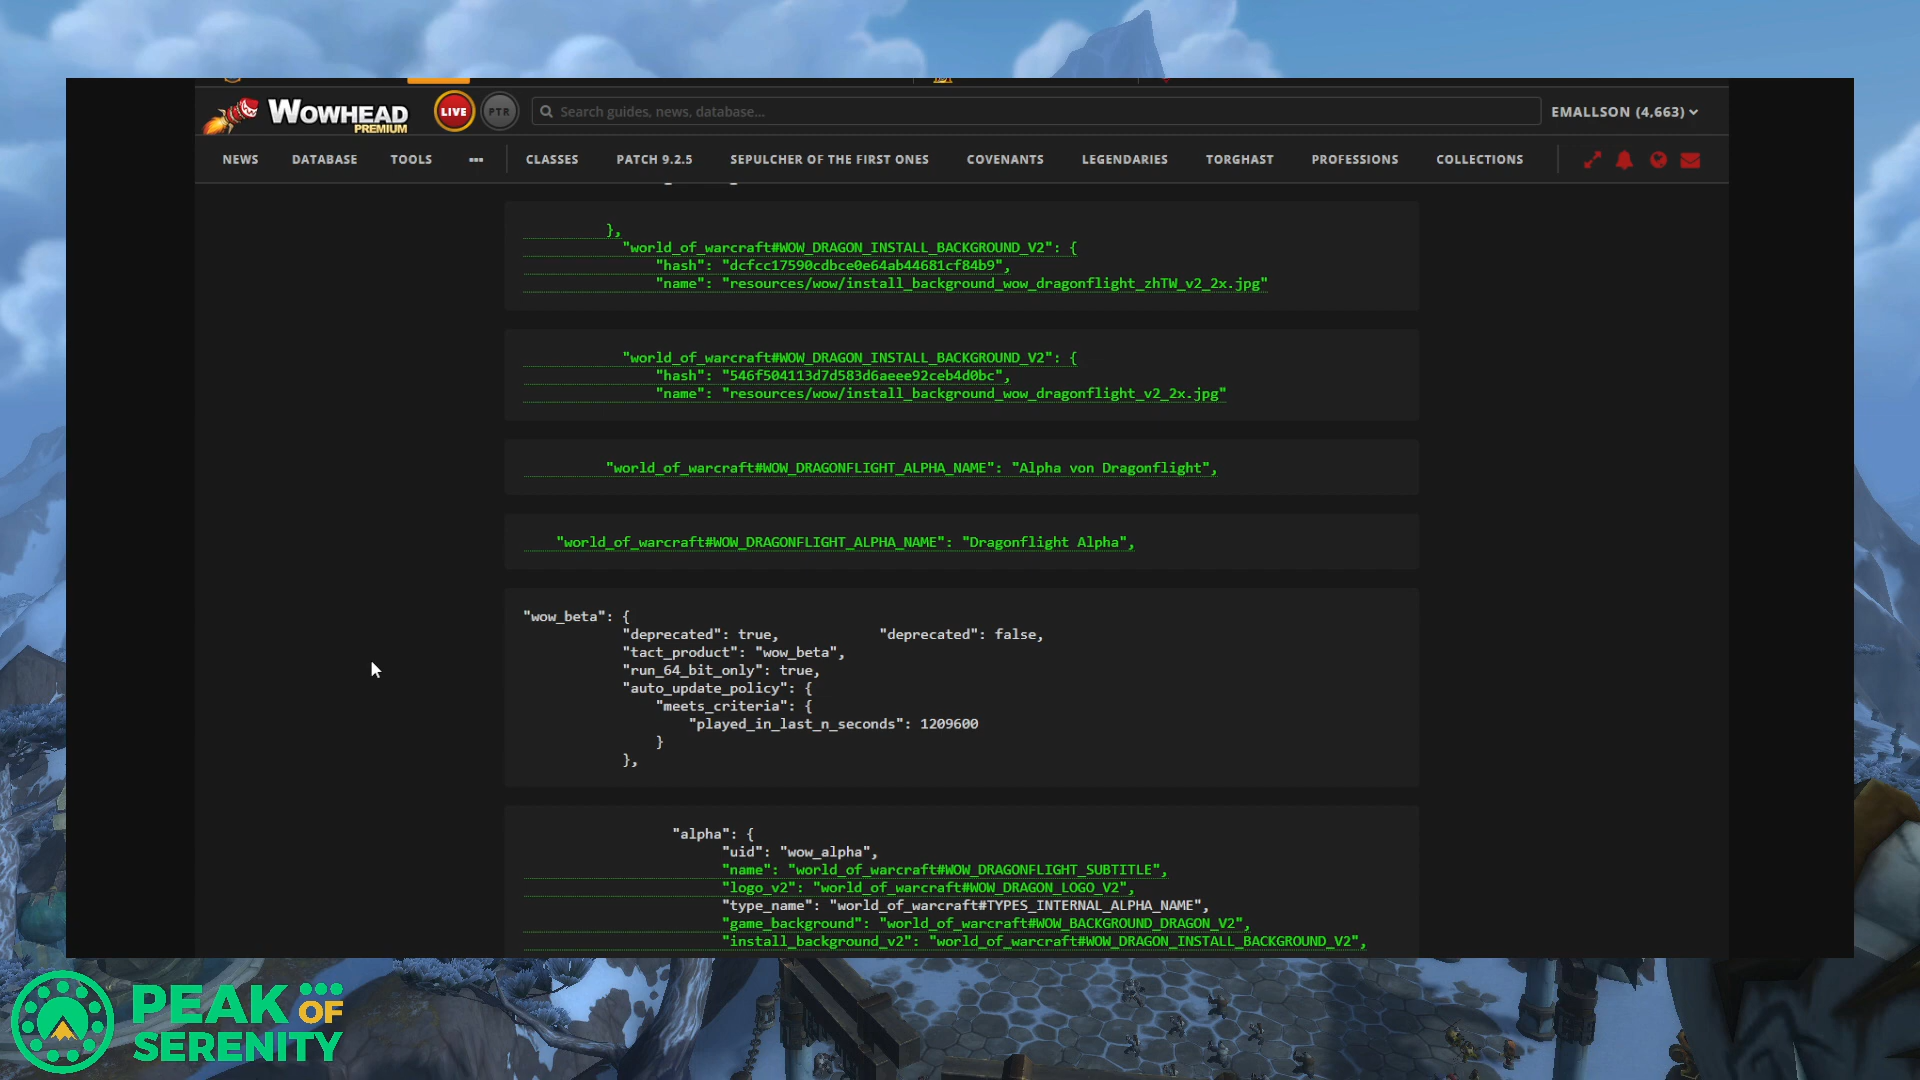 WOWHEAD
PREMIUM
LIVE
PTR
Search guides, news, database...
EMALLSON (4,663)
NEWS
DATABASE
TOOLS
•••
CLASSES
PATCH 9.2.5
SEPULCHER OF THE FIRST ONES
COVENANTS
LEGENDARIES
TORGHAST
PROFESSIONS
COLLECTIONS
},
"world_of_warcraft#WOW_DRAGON_INSTALL_BACKGROUND_V2": {
"hash": "dcfcc17590cdbce0e64ab44681cf84b9",
"name": "resources/wow/install_background_wow_dragonflight_zhTW_v2_2x.jpg"
"world_of_warcraft#WOW_DRAGON_INSTALL_BACKGROUND_V2": {
"hash": "546f504113d7d583d6aeee92ceb4d0bc",
"name": "resources/wow/install_background_wow_dragonflight_v2_2x.jpg"
"world_of_warcraft#WOW_DRAGONFLIGHT_ALPHA_NAME": "Alpha von Dragonflight",
"world_of_warcraft#WOW_DRAGONFLIGHT_ALPHA_NAME": "Dragonflight Alpha",
"wow_beta": {
"deprecated": true, "deprecated": false,
"tact_product": "wow_beta",
"run_64_bit_only": true,
"auto_update_policy": {
"meets_criteria": {
"played_in_last_n_seconds": 1209600
}
},
"alpha": {
"uid": "wow_alpha",
"name": "world_of_warcraft#WOW_DRAGONFLIGHT_SUBTITLE",
"logo_v2": "world_of_warcraft#WOW_DRAGON_LOGO_V2",
"type_name": "world_of_warcraft#TYPES_INTERNAL_ALPHA_NAME",
"game_background": "world_of_warcraft#WOW_BACKGROUND_DRAGON_V2",
"install_background_v2": "world_of_warcraft#WOW_DRAGON_INSTALL_BACKGROUND_V2",
PEAK OF
SERENITY